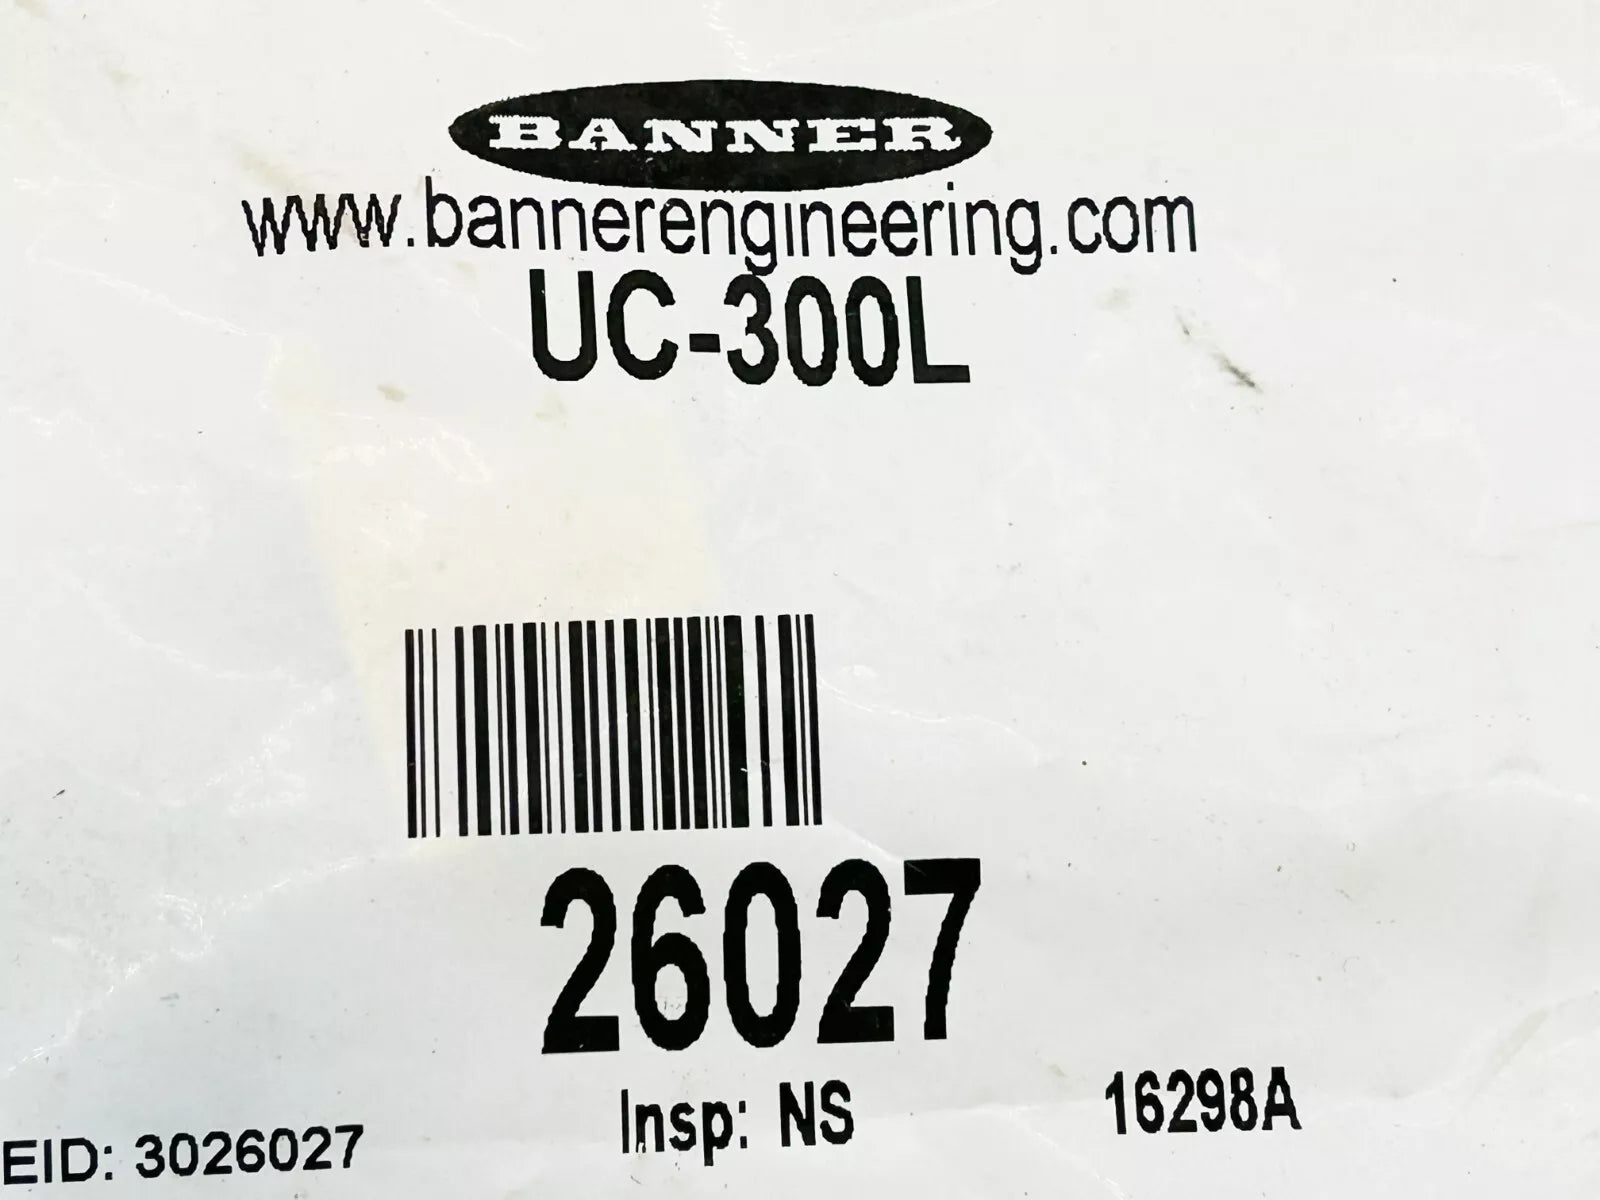 BANNER
www.bannerengineering.com
UC-300L
26027
Insp: NS
16298A
EID: 3026027